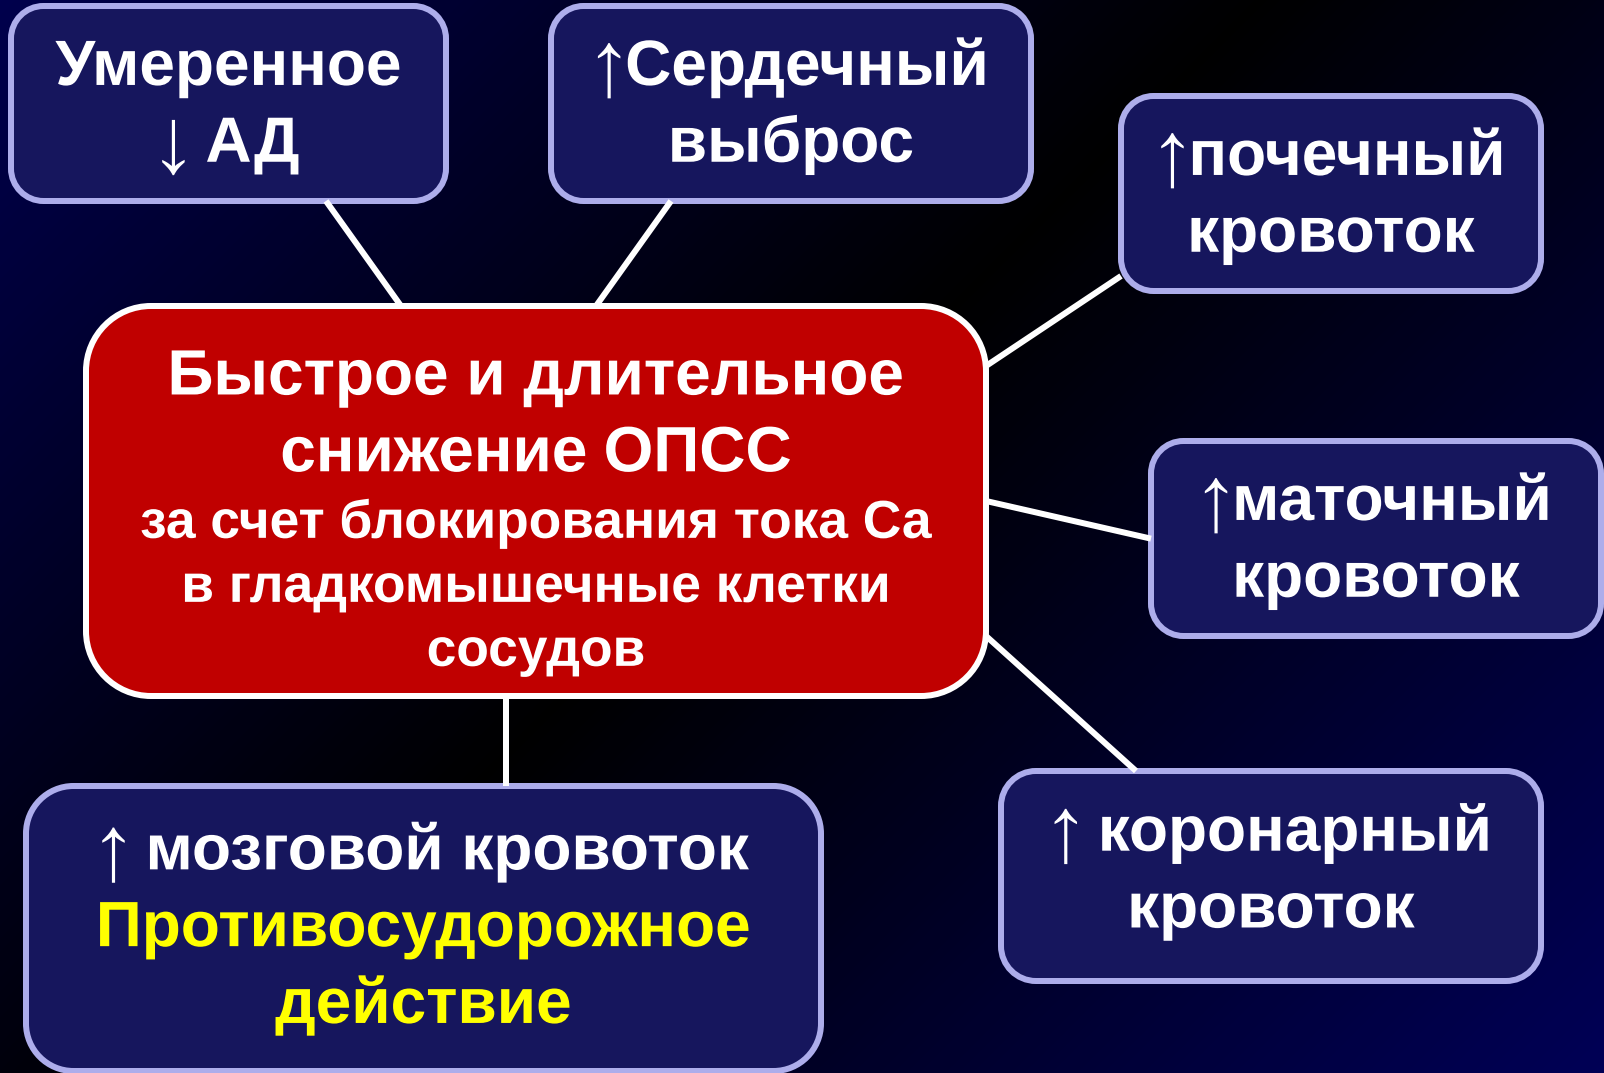 Умеренное
↓ АД
↑Сердечный
выброс
↑почечный
кровоток
Быстрое и длительное
снижение ОПСС
за счет блокирования тока Са
в гладкомышечные клетки
сосудов
↑маточный
кровоток
↑ коронарный
кровоток
↑ мозговой кровоток
Противосудорожное
действие